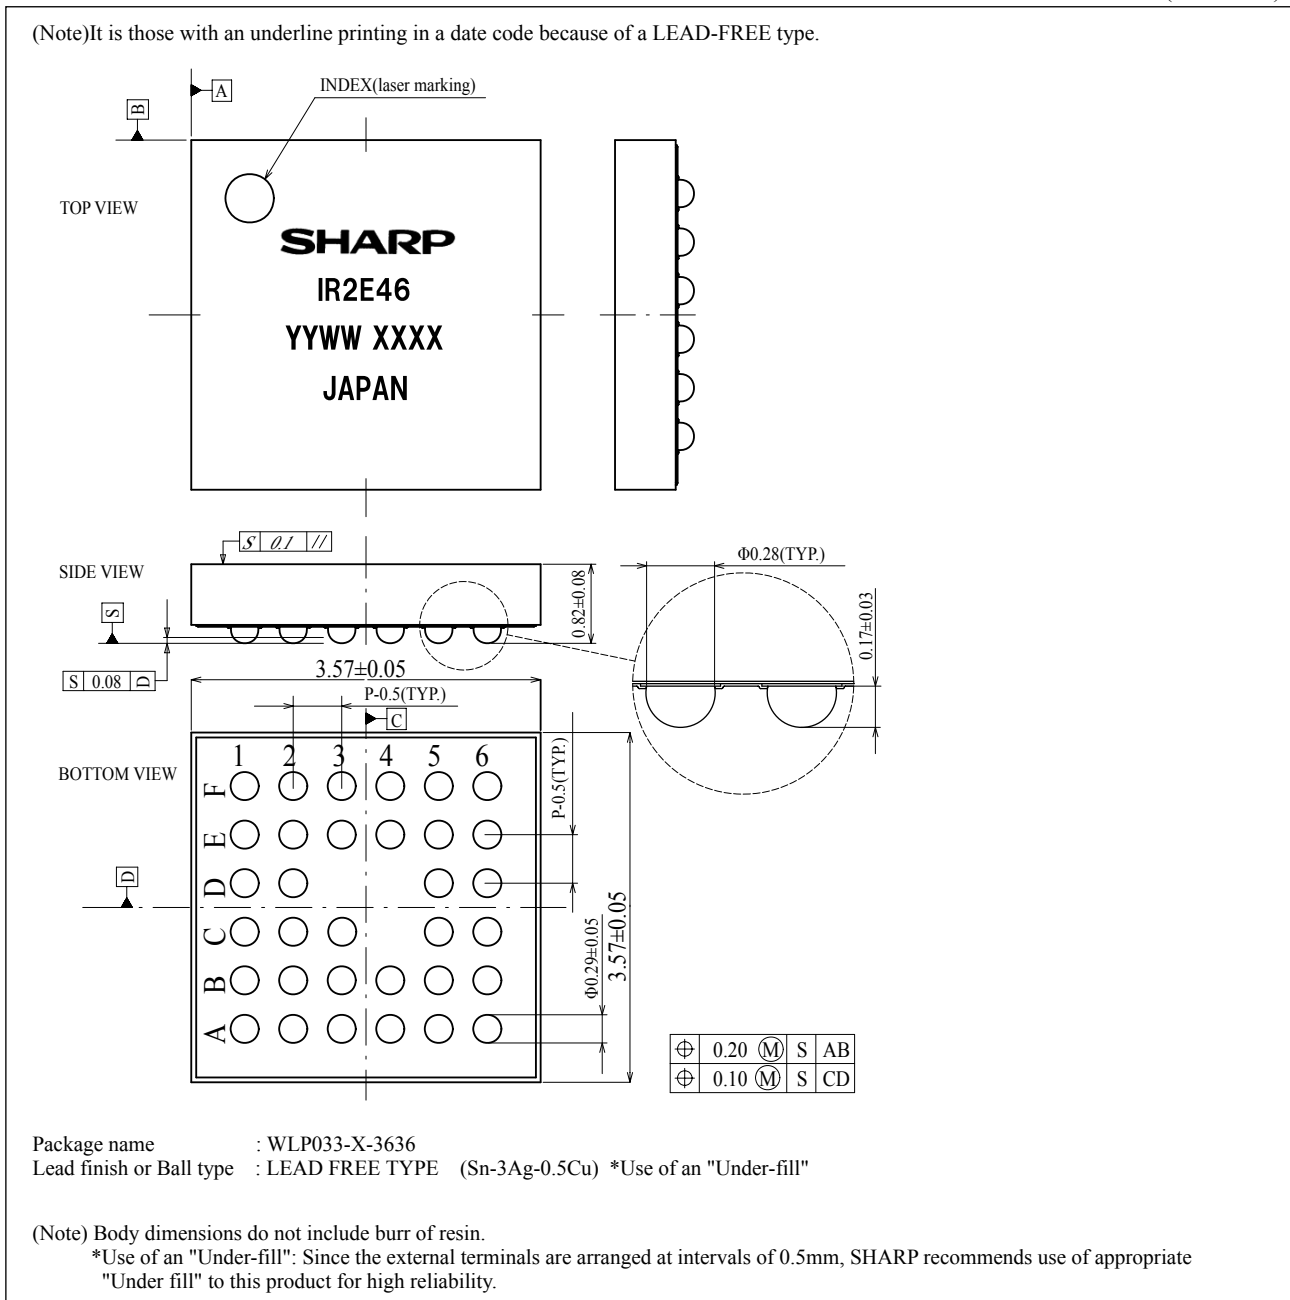 (Note)It is those with an underline printing in a date code because of a LEAD-FREE type.
A
INDEX(laser marking)
B
TOP VIEW
SHARP
IR2E46
YYWW XXXX
JAPAN
S 0.1 //
SIDE VIEW
S
0.82±0.08
Φ0.28(TYP.)
0.17±0.03
S 0.08 D
3.57±0.05
P-0.5(TYP.)
C
BOTTOM VIEW
1 2 3 4 5 6
F
E
D
C
B
A
D
P-0.5(TYP.)
Φ0.29±0.05
3.57±0.05
⌖ 0.20 Ⓜ S AB
⌖ 0.10 Ⓜ S CD
Package name : WLP033-X-3636
Lead finish or Ball type : LEAD FREE TYPE (Sn-3Ag-0.5Cu) *Use of an "Under-fill"
(Note) Body dimensions do not include burr of resin.
*Use of an "Under-fill": Since the external terminals are arranged at intervals of 0.5mm, SHARP recommends use of appropriate
"Under fill" to this product for high reliability.